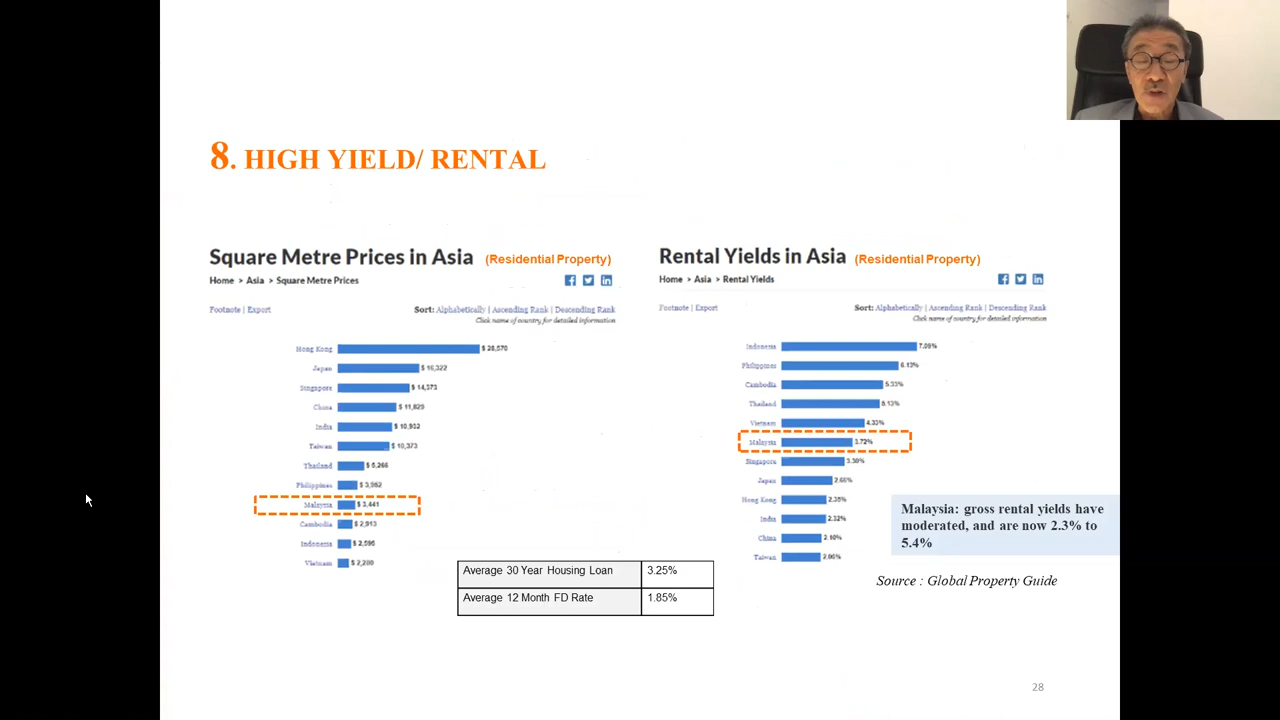 8. HIGH YIELD/ RENTAL
Square Metre Prices in Asia (Residential Property)
Home > Asia > Square Metre Prices
Footnote | Export
Sort: Alphabetically | Ascending Rank | Descending Rank
Click name of country for detailed information
Hong Kong $ 28,570
Japan $ 16,322
Singapore $ 14,373
China $ 11,829
India $ 10,932
Taiwan $ 10,373
Thailand $ 5,266
Philippines $ 3,952
Malaysia $ 3,441
Cambodia $ 2,913
Indonesia $ 2,595
Vietnam $ 2,200
Average 30 Year Housing Loan 3.25%
Average 12 Month FD Rate 1.85%
Rental Yields in Asia (Residential Property)
Home > Asia > Rental Yields
Footnote | Export
Sort: Alphabetically | Ascending Rank | Descending Rank
Click name of country for detailed information
Indonesia 7.09%
Philippines 6.13%
Cambodia 5.33%
Thailand 5.13%
Vietnam 4.33%
Malaysia 3.72%
Singapore 3.30%
Japan 2.66%
Hong Kong 2.35%
India 2.32%
China 2.10%
Taiwan 2.06%
Malaysia: gross rental yields have
moderated, and are now 2.3% to
5.4%
Source : Global Property Guide
28